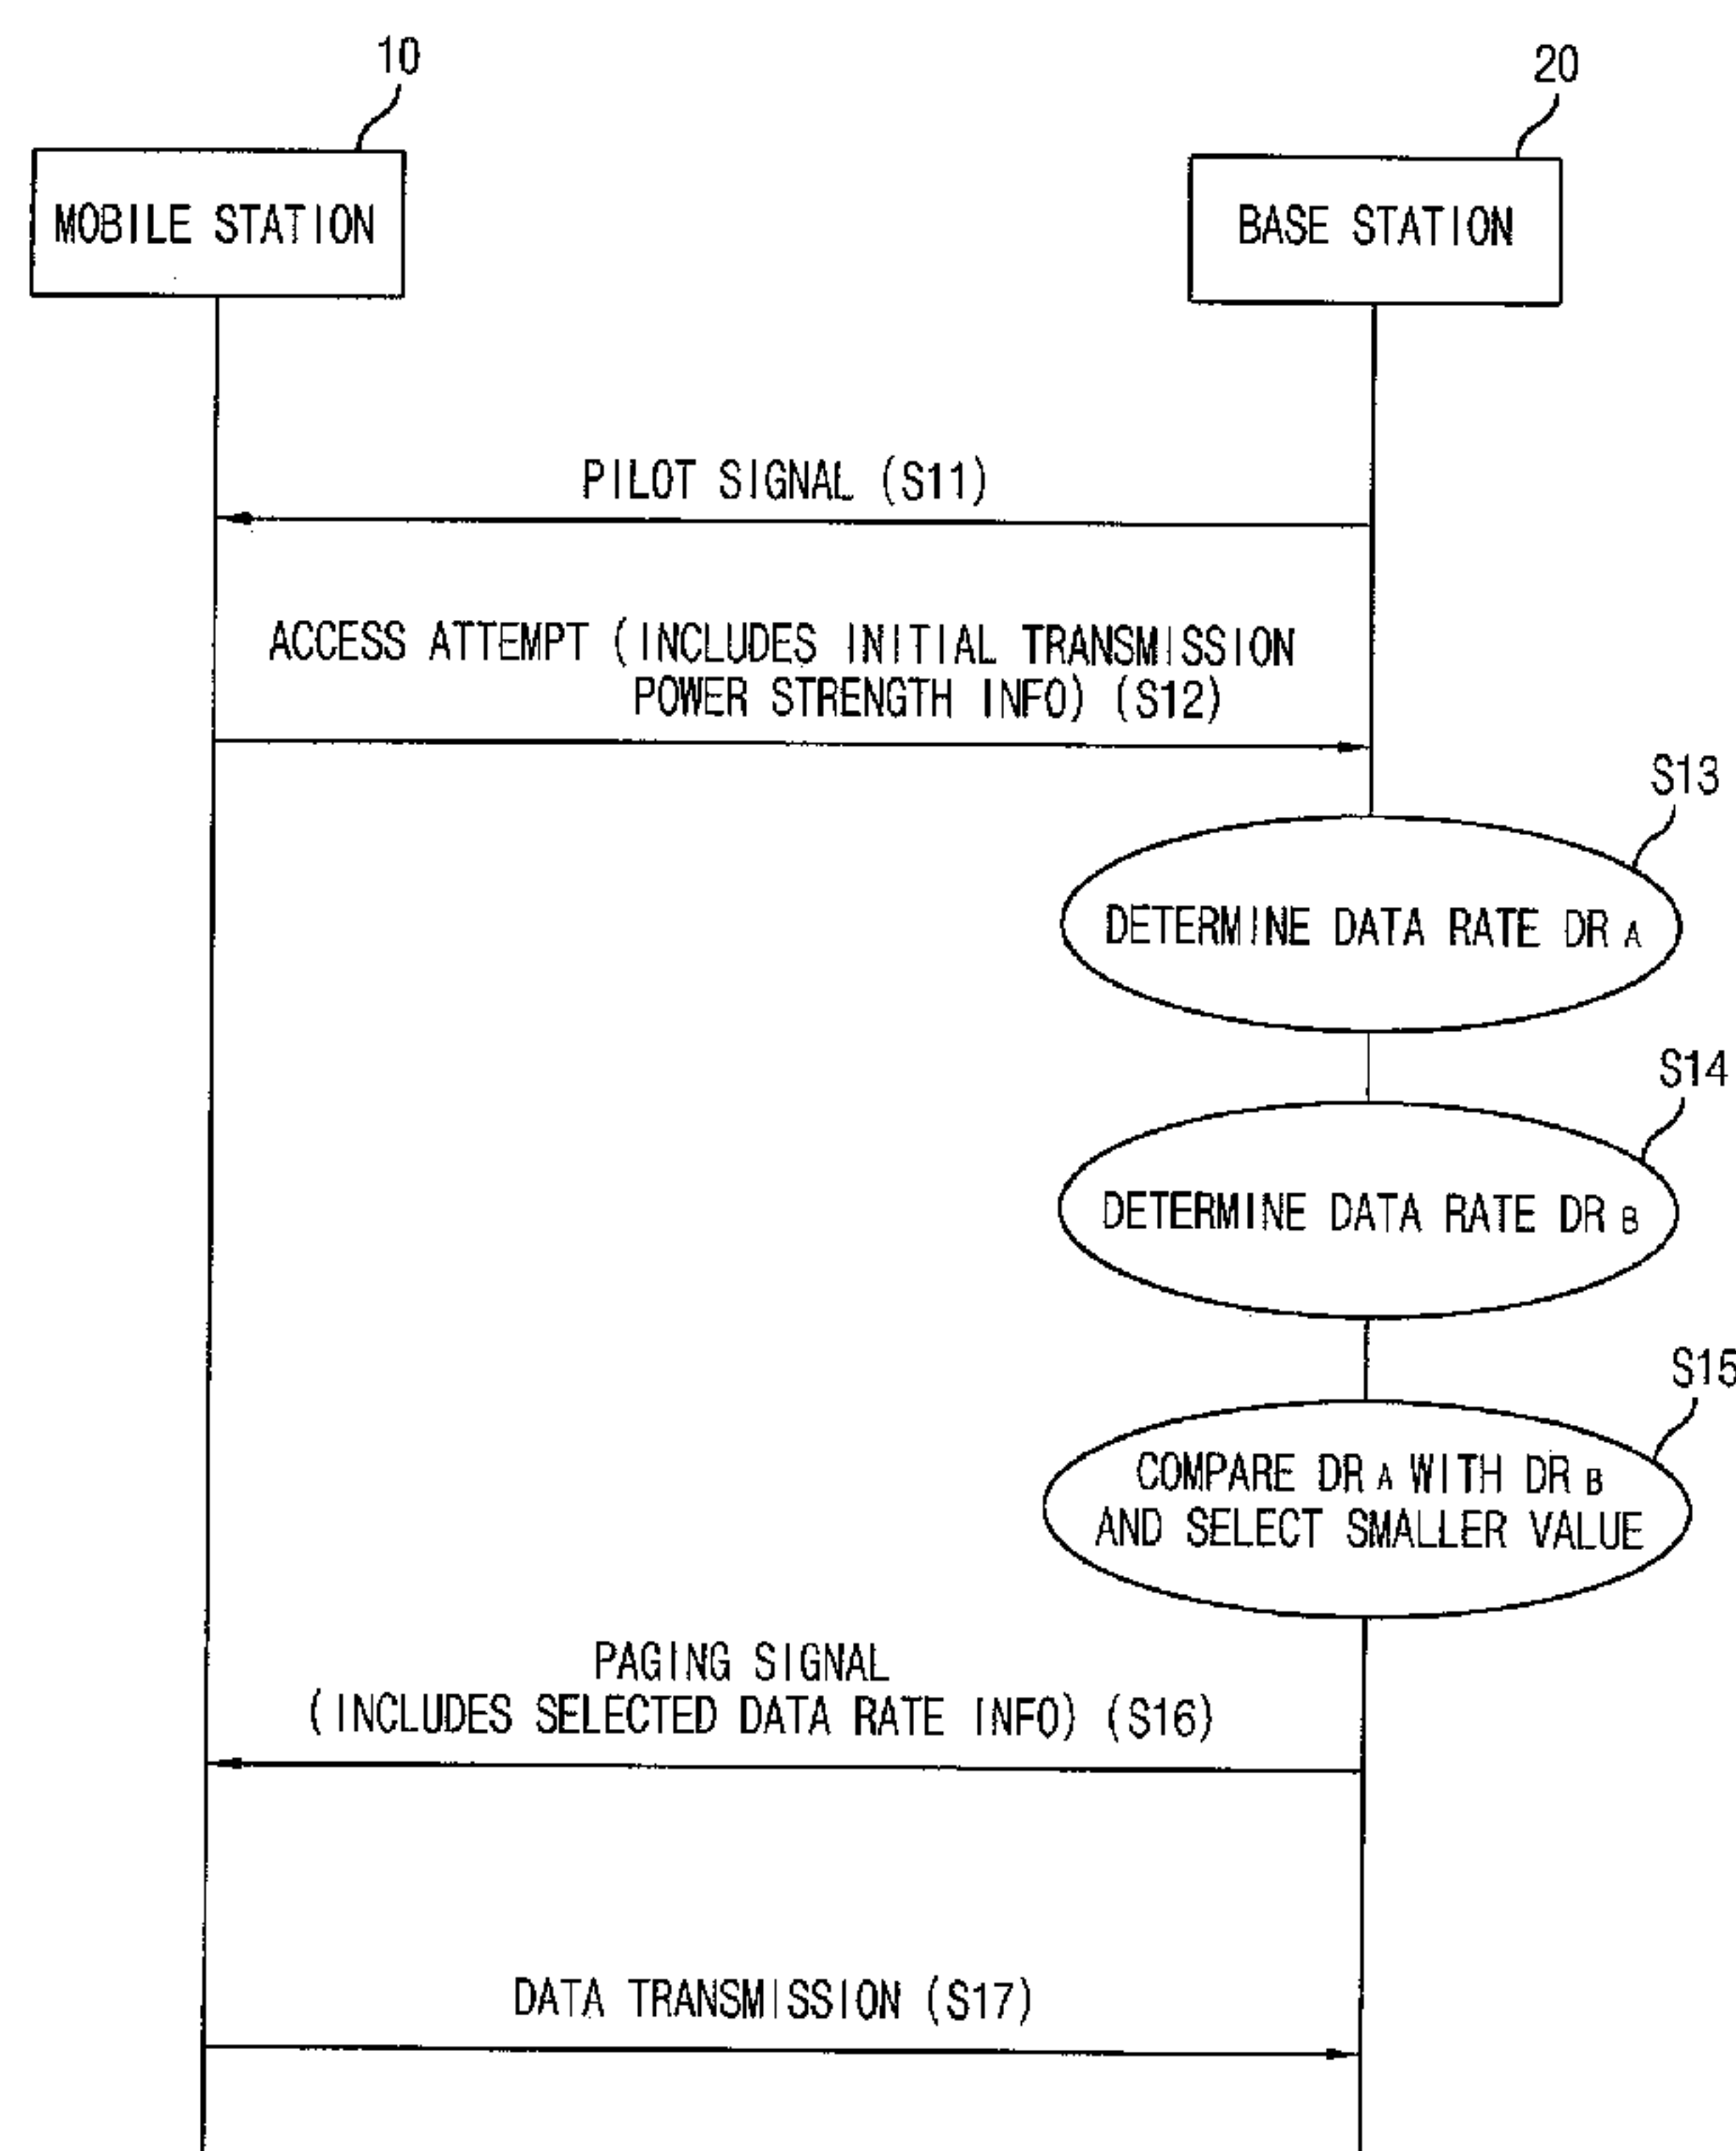 10
20
MOBILE STATION
BASE STATION
PILOT SIGNAL (S11)
ACCESS ATTEMPT (INCLUDES INITIAL TRANSMISSION
POWER STRENGTH INFO) (S12)
S13
DETERMINE DATA RATE DR A
S14
DETERMINE DATA RATE DR B
S15
COMPARE DR A WITH DR B
AND SELECT SMALLER VALUE
PAGING SIGNAL
(INCLUDES SELECTED DATA RATE INFO) (S16)
DATA TRANSMISSION (S17)